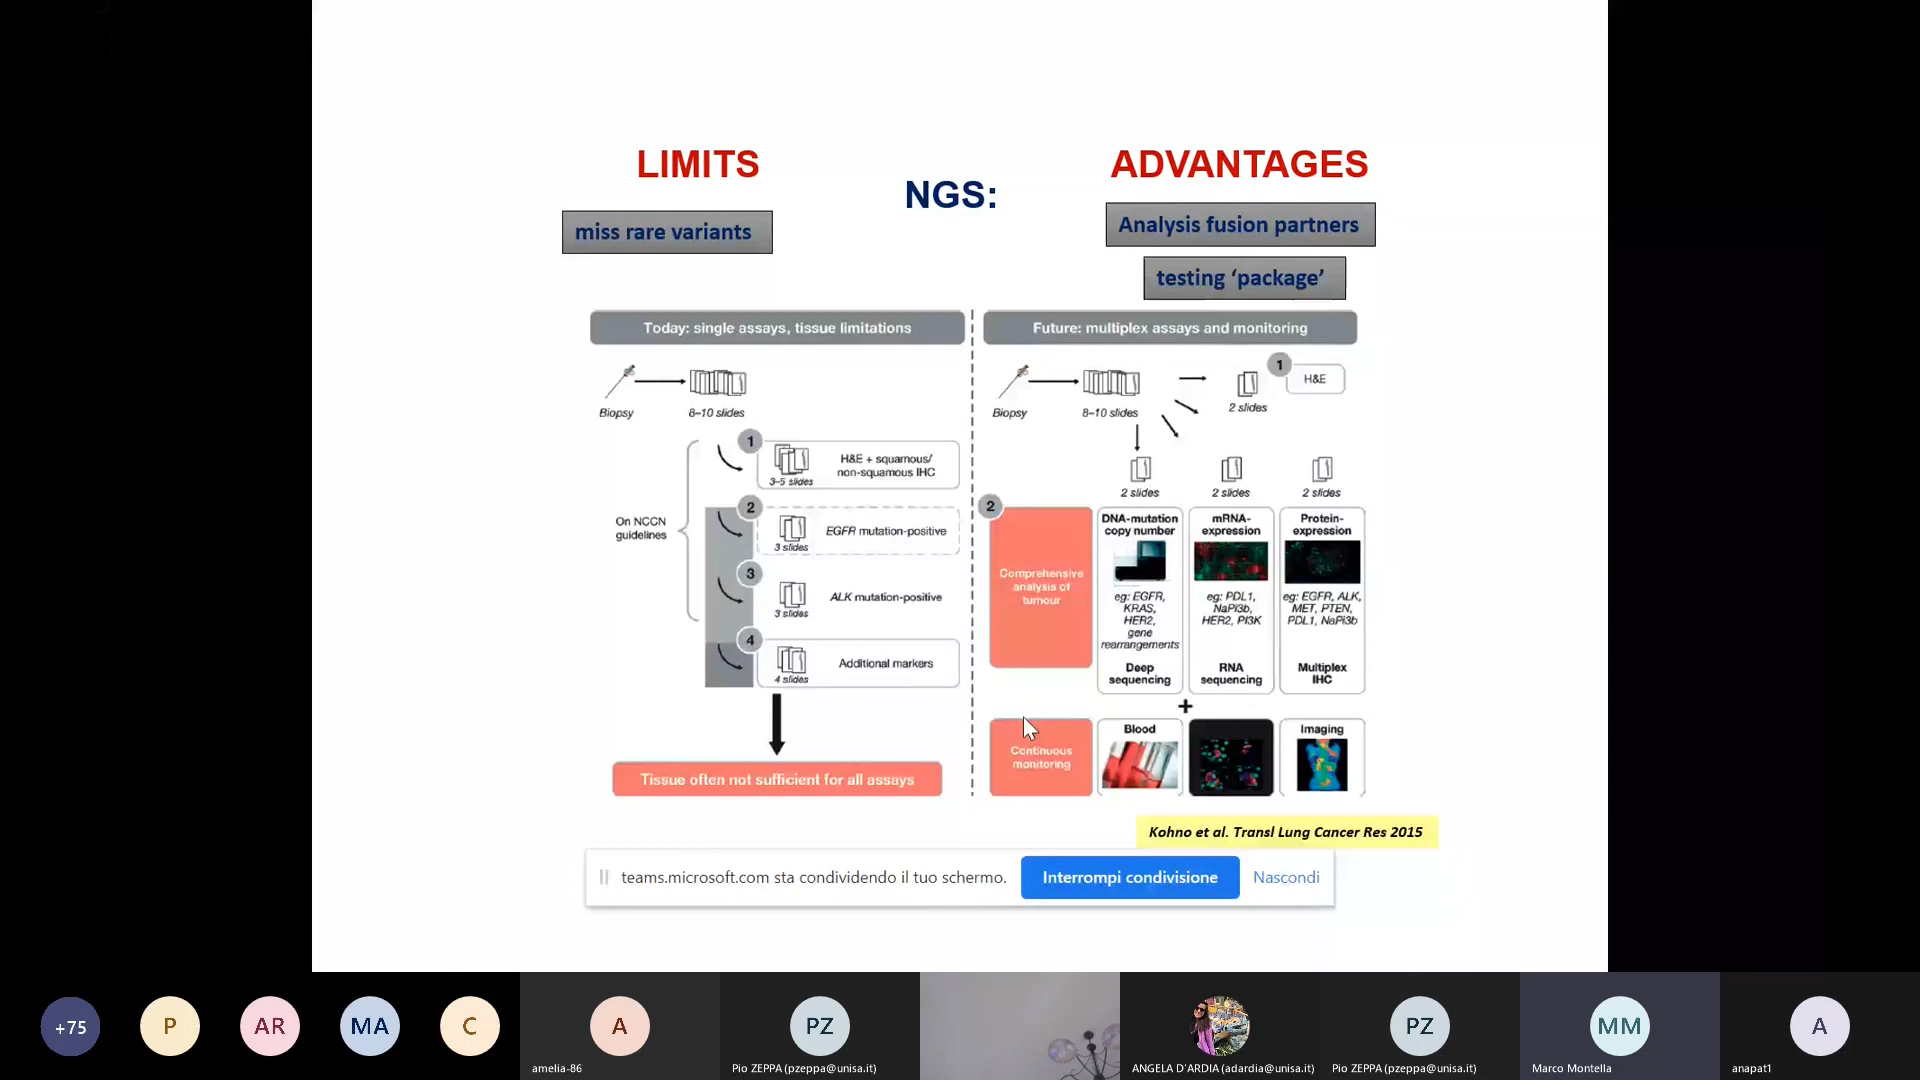 LIMITS
ADVANTAGES
NGS:
miss rare variants
Analysis fusion partners
testing ‘package’
Today: single assays, tissue limitations
Biopsy
8–10 slides
1
H&E + squamous/
non-squamous IHC
3–5 slides
On NCCN
guidelines
2
EGFR mutation-positive
3 slides
3
ALK mutation-positive
3 slides
4
Additional markers
4 slides
Tissue often not sufficient for all assays
Future: multiplex assays and monitoring
Biopsy
8–10 slides
2 slides
1
H&E
2 slides
2 slides
2 slides
2
Comprehensive
analysis of
tumour
DNA-mutation
copy number
eg: EGFR,
KRAS,
HER2,
gene
rearrangements
Deep
sequencing
mRNA-
expression
eg: PDL1,
NaPi3b,
HER2, PI3K
RNA
sequencing
Protein-
expression
eg: EGFR, ALK,
MET, PTEN,
PDL1, NaPi3b
Multiplex
IHC
+
Continuous
monitoring
Blood
Imaging
Kohno et al. Transl Lung Cancer Res 2015
teams.microsoft.com sta condividendo il tuo schermo.
Interrompi condivisione
Nascondi
+75
P
AR
MA
C
A
amelia-86
PZ
Pio ZEPPA (pzeppa@unisa.it)
ANGELA D'ARDIA (adardia@unisa.it)
PZ
Pio ZEPPA (pzeppa@unisa.it)
MM
Marco Montella
A
anapat1